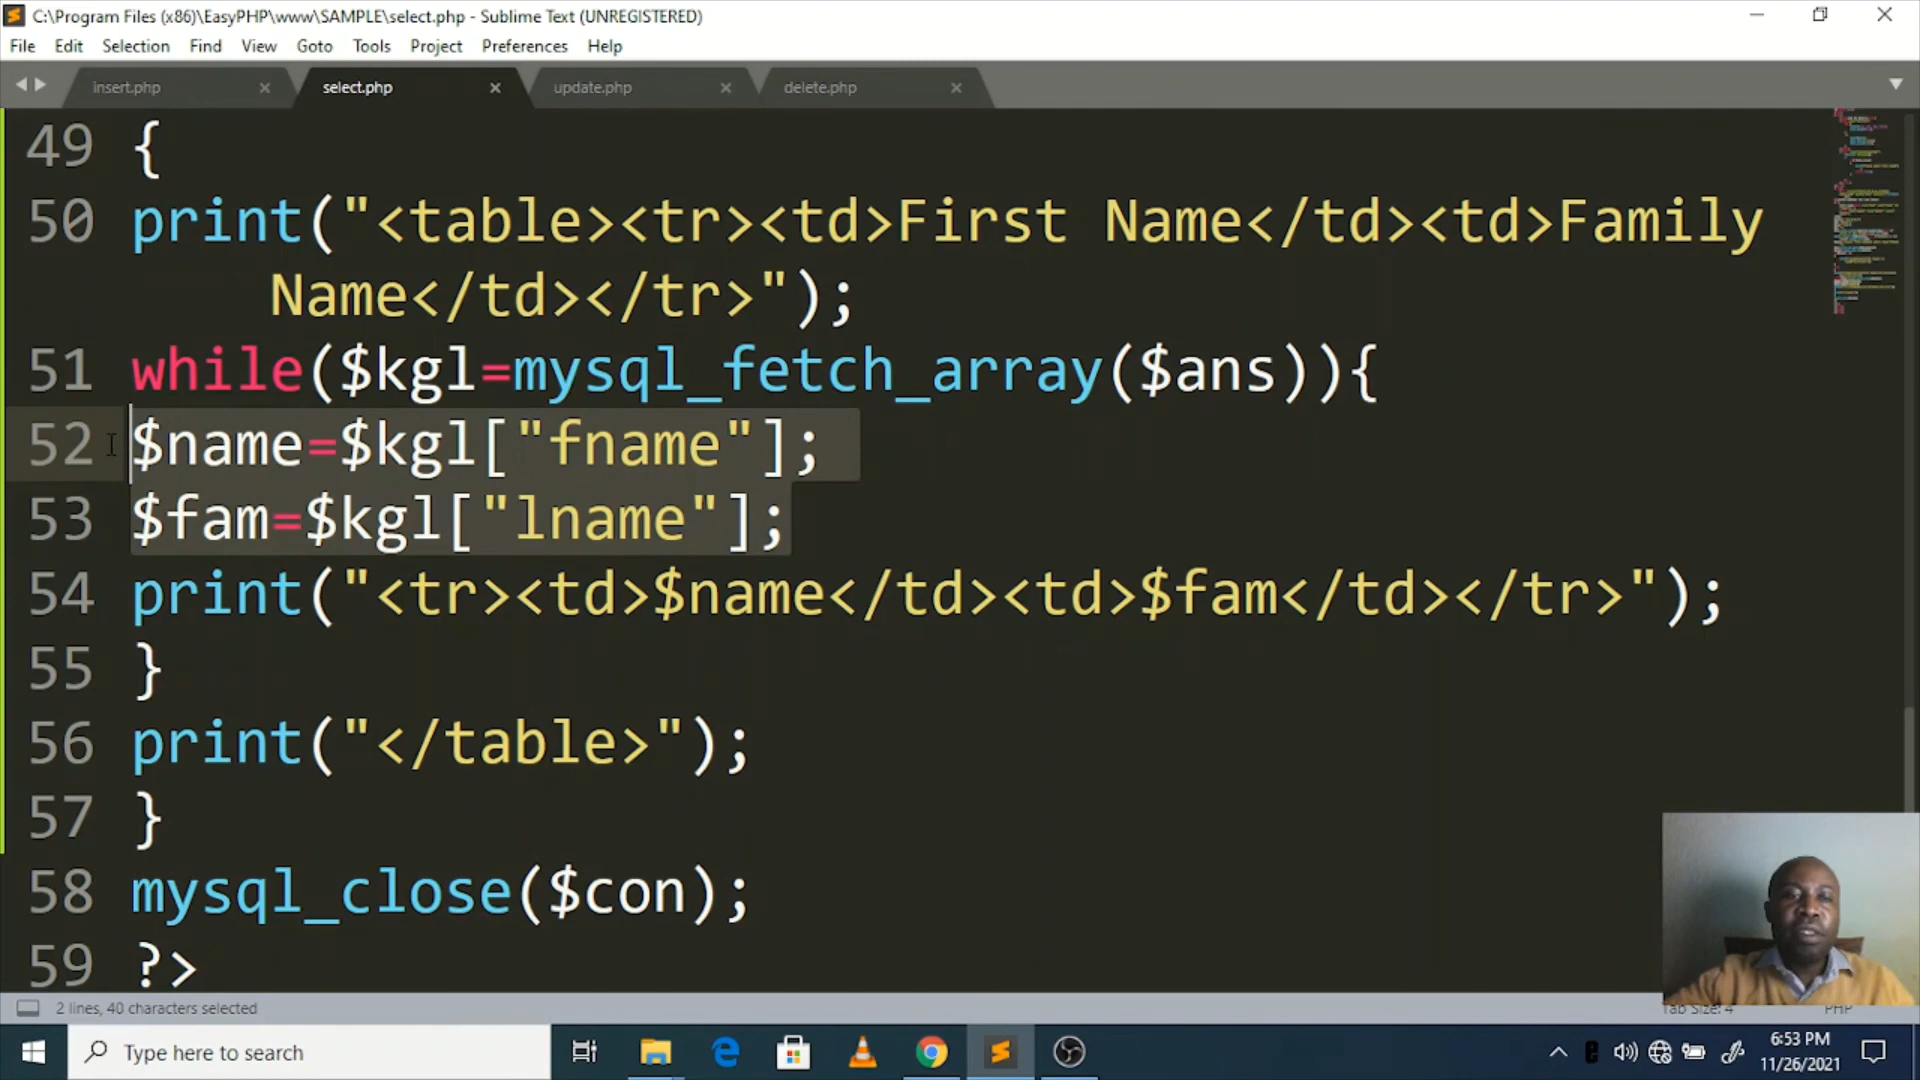 C:\Program Files (x86)\EasyPHP\www\SAMPLE\select.php - Sublime Text (UNREGISTERED)
File Edit Selection Find View Goto Tools Project Preferences Help
insert.php select.php update.php delete.php
49 {
50 print("<table><tr><td>First Name</td><td>Family
Name</td></tr>");
51 while($kgl=mysql_fetch_array($ans)){
52 $name=$kgl["fname"];
53 $fam=$kgl["lname"];
54 print("<tr><td>$name</td><td>$fam</td></tr>");
55 }
56 print("</table>");
57 }
58 mysql_close($con);
59 ?>
2 lines, 40 characters selected
Tab Size: 4 PHP
Type here to search
6:53 PM
11/26/2021